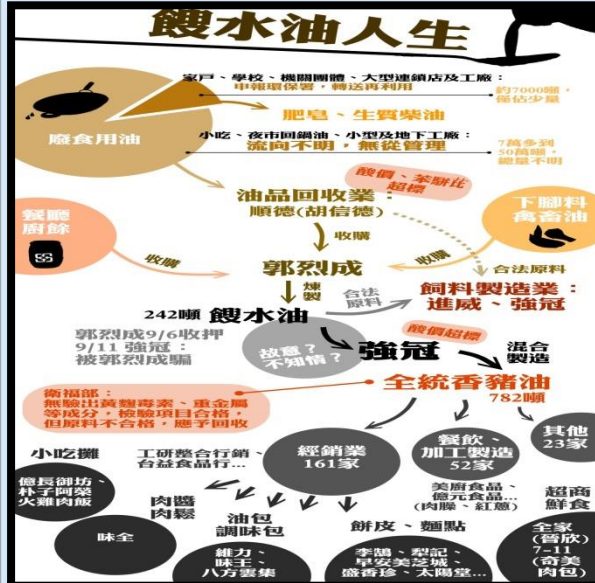 餿水油人生
家戶、學校、機關團體、大型連鎖店及工廠：
申報環保署，轉送再利用
約7000噸，
僅佔少量
肥皂、生質柴油
廢食用油
小吃、夜市回鍋油、小型及地下工廠：
流向不明，無從管理
7萬多到
50萬噸，
總量不明
酸價、苯駢芘
超標
油品回收業：
順德(胡信德)
餐廳
廚餘
下腳料
萬畜油
收購
收購
收購
合法原料
郭烈成
煉製
合法
原料
飼料製造業：
進威、強冠
242噸 餿水油
郭烈成9/6收押
9/11 強冠：
被郭烈成騙
故意？
不知情？
強冠
酸價超標
混合
製造
全統香豬油
782噸
衛福部：
無驗出黃麴毒素、重金屬
等成分，檢驗項目合格，
但原料不合格，應予收回
經銷業
161家
餐飲、
加工製造
52家
其他
23家
小吃攤
億長御坊、
朴子阿榮
火雞肉飯
工研整合行銷、
台益食品行...
味全
肉醬
肉鬆
油包
調味包
維力、
味王、
八方雲集
美廚食品、
億元食品...
(肉臊、紅蔥)
餅皮、麵點
李鵠、犁記、
早安美芝城、
盛香珍、太陽堂...
超商
鮮食
全家
(晉欣)
7-11
(奇美
肉包)